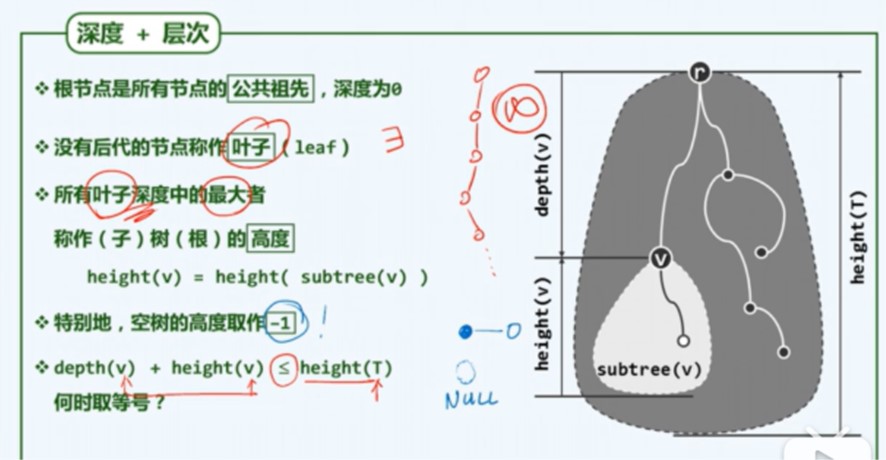 深度 + 层次
❖ 根节点是所有节点的公共祖先，深度为0
❖ 没有后代的节点称作叶子（leaf）
∃
❖ 所有叶子深度中的最大者
称作（子）树（根）的高度
height(v) = height( subtree(v) )
❖ 特别地，空树的高度取作-1
!
❖ depth(v) + height(v) ≤ height(T)
何时取等号？
∞
NULL
r
depth(v)
v
height(v)
subtree(v)
height(T)